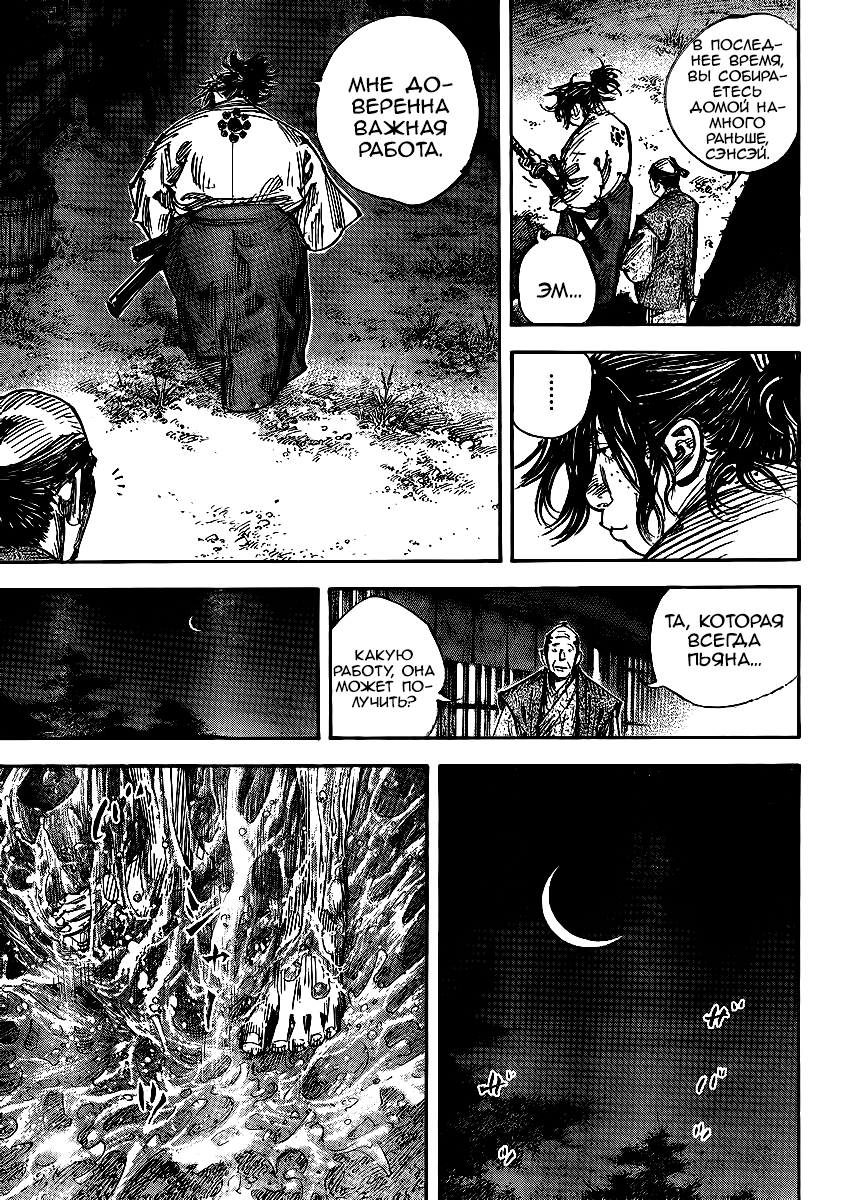 В ПОСЛЕД-
НЕЕ ВРЕМЯ,
ВЫ СОБИРА-
ЕТЕСЬ
ДОМОЙ НА-
МНОГО
РАНЬШЕ,
СЭНСЭЙ.
ЭМ...
......
МНЕ ДО-
ВЕРЕННА
ВАЖНАЯ
РАБОТА.
ТА, КОТОРАЯ
ВСЕГДА
ПЬЯНА...
КАКУЮ
РАБОТУ, ОНА
МОЖЕТ ПО-
ЛУЧИТЬ?